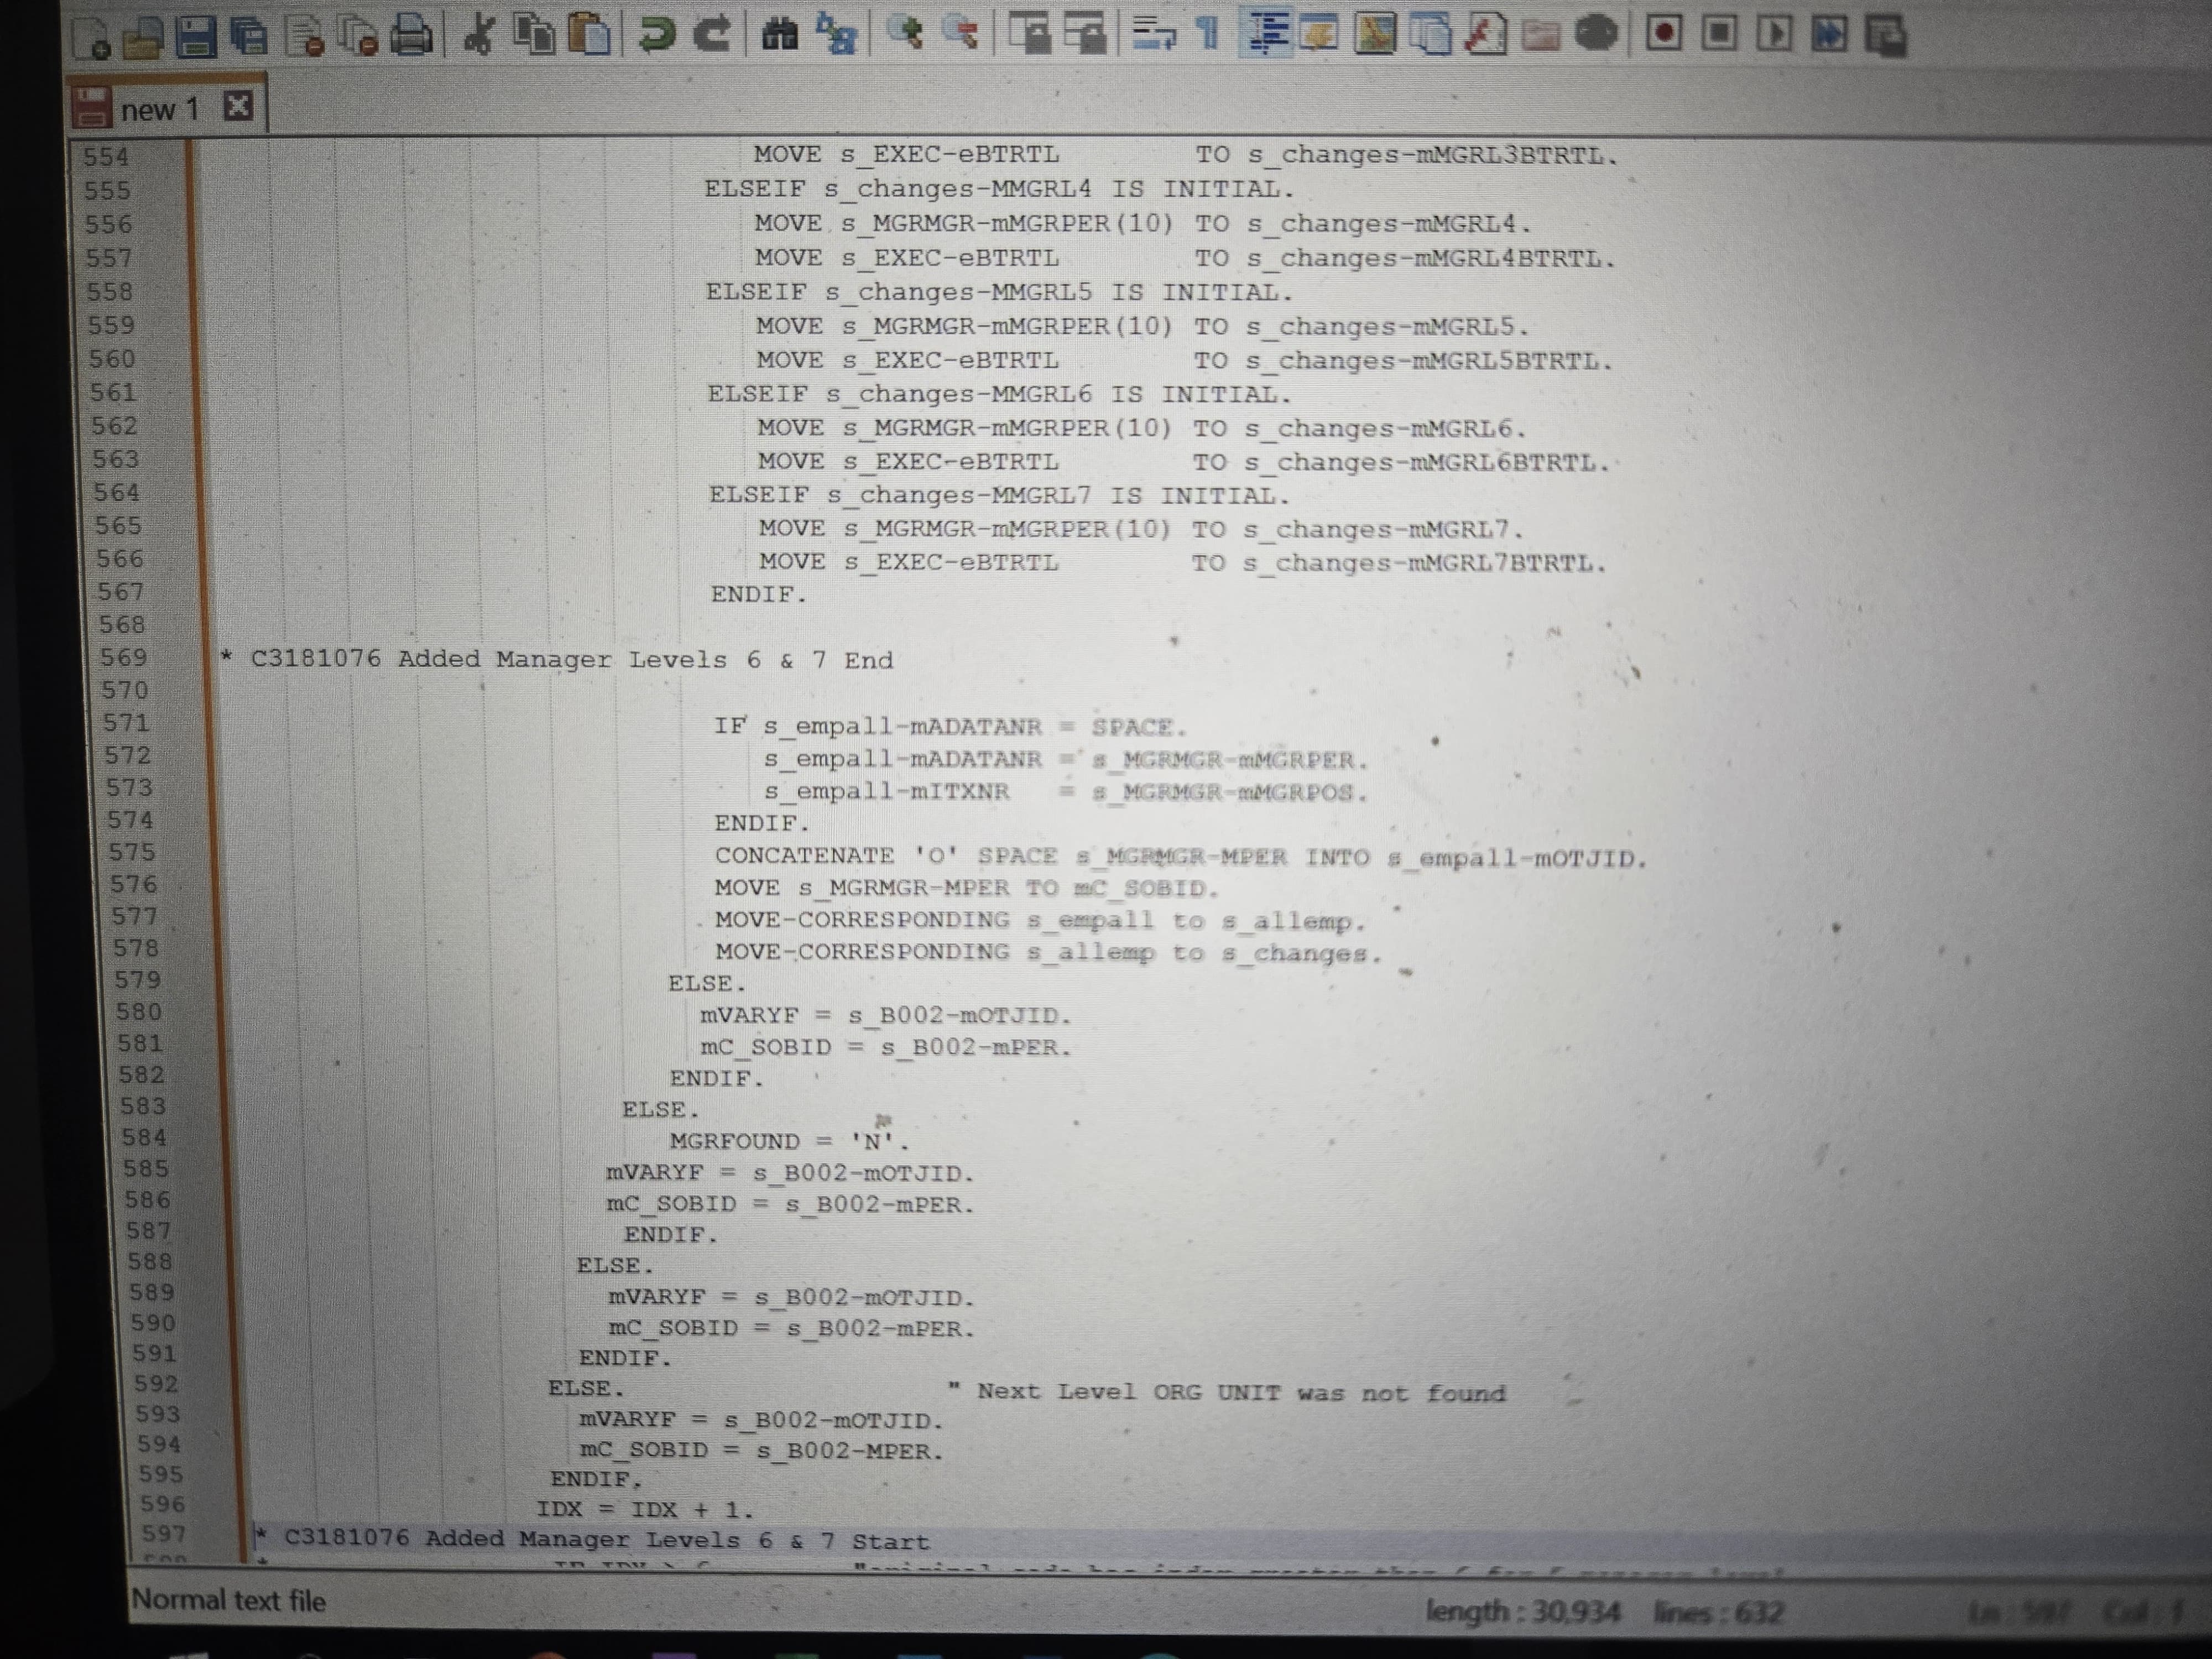 new 1
554 MOVE s_EXEC-eBTRTL TO s_changes-mMGRL3BTRTL.
555 ELSEIF s_changes-MMGRL4 IS INITIAL.
556 MOVE s_MGRMGR-mMGRPER(10) TO s_changes-mMGRL4.
557 MOVE s_EXEC-eBTRTL TO s_changes-mMGRL4BTRTL.
558 ELSEIF s_changes-MMGRL5 IS INITIAL.
559 MOVE s_MGRMGR-mMGRPER(10) TO s_changes-mMGRL5.
560 MOVE s_EXEC-eBTRTL TO s_changes-mMGRL5BTRTL.
561 ELSEIF s_changes-MMGRL6 IS INITIAL.
562 MOVE s_MGRMGR-mMGRPER(10) TO s_changes-mMGRL6.
563 MOVE s_EXEC-eBTRTL TO s_changes-mMGRL6BTRTL.
564 ELSEIF s_changes-MMGRL7 IS INITIAL.
565 MOVE s_MGRMGR-mMGRPER(10) TO s_changes-mMGRL7.
566 MOVE s_EXEC-eBTRTL TO s_changes-mMGRL7BTRTL.
567 ENDIF.
568
569 * C3181076 Added Manager Levels 6 & 7 End
570
571 IF s_empall-mADATANR = SPACE.
572 s_empall-mADATANR = s_MGRMGR-mMGRPER.
573 s_empall-mITXNR = s_MGRMGR-mMGRPOS.
574 ENDIF.
575 CONCATENATE 'O' SPACE s_MGRMGR-MPER INTO s_empall-mOTJID.
576 MOVE s_MGRMGR-MPER TO mC_SOBID.
577 MOVE-CORRESPONDING s_empall to s_allemp.
578 MOVE-CORRESPONDING s_allemp to s_changes.
579 ELSE.
580 mVARYF = s_B002-mOTJID.
581 mC_SOBID = s_B002-mPER.
582 ENDIF.
583 ELSE.
584 MGRFOUND = 'N'.
585 mVARYF = s_B002-mOTJID.
586 mC_SOBID = s_B002-mPER.
587 ENDIF.
588 ELSE.
589 mVARYF = s_B002-mOTJID.
590 mC_SOBID = s_B002-mPER.
591 ENDIF.
592 ELSE. " Next Level ORG UNIT was not found
593 mVARYF = s_B002-mOTJID.
594 mC_SOBID = s_B002-MPER.
595 ENDIF.
596 IDX = IDX + 1.
597 * C3181076 Added Manager Levels 6 & 7 Start
Normal text file length : 30,934 lines : 632